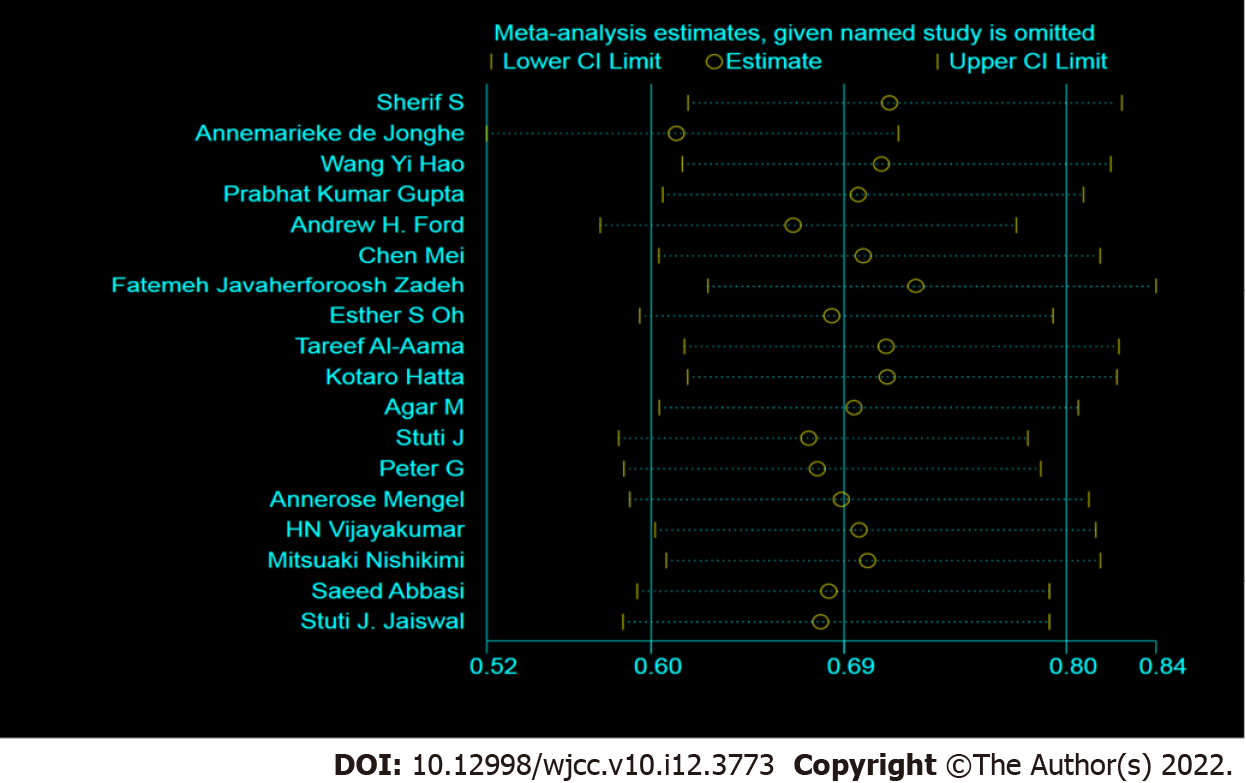 Meta-analysis estimates, given named study is omitted
| Lower CI Limit ○Estimate | Upper CI Limit
Sherif S
Annemarieke de Jonghe
Wang Yi Hao
Prabhat Kumar Gupta
Andrew H. Ford
Chen Mei
Fatemeh Javaherforoosh Zadeh
Esther S Oh
Tareef Al-Aama
Kotaro Hatta
Agar M
Stuti J
Peter G
Annerose Mengel
HN Vijayakumar
Mitsuaki Nishikimi
Saeed Abbasi
Stuti J. Jaiswal
0.52 0.60 0.69 0.80 0.84
DOI: 10.12998/wjcc.v10.i12.3773 Copyright ©The Author(s) 2022.